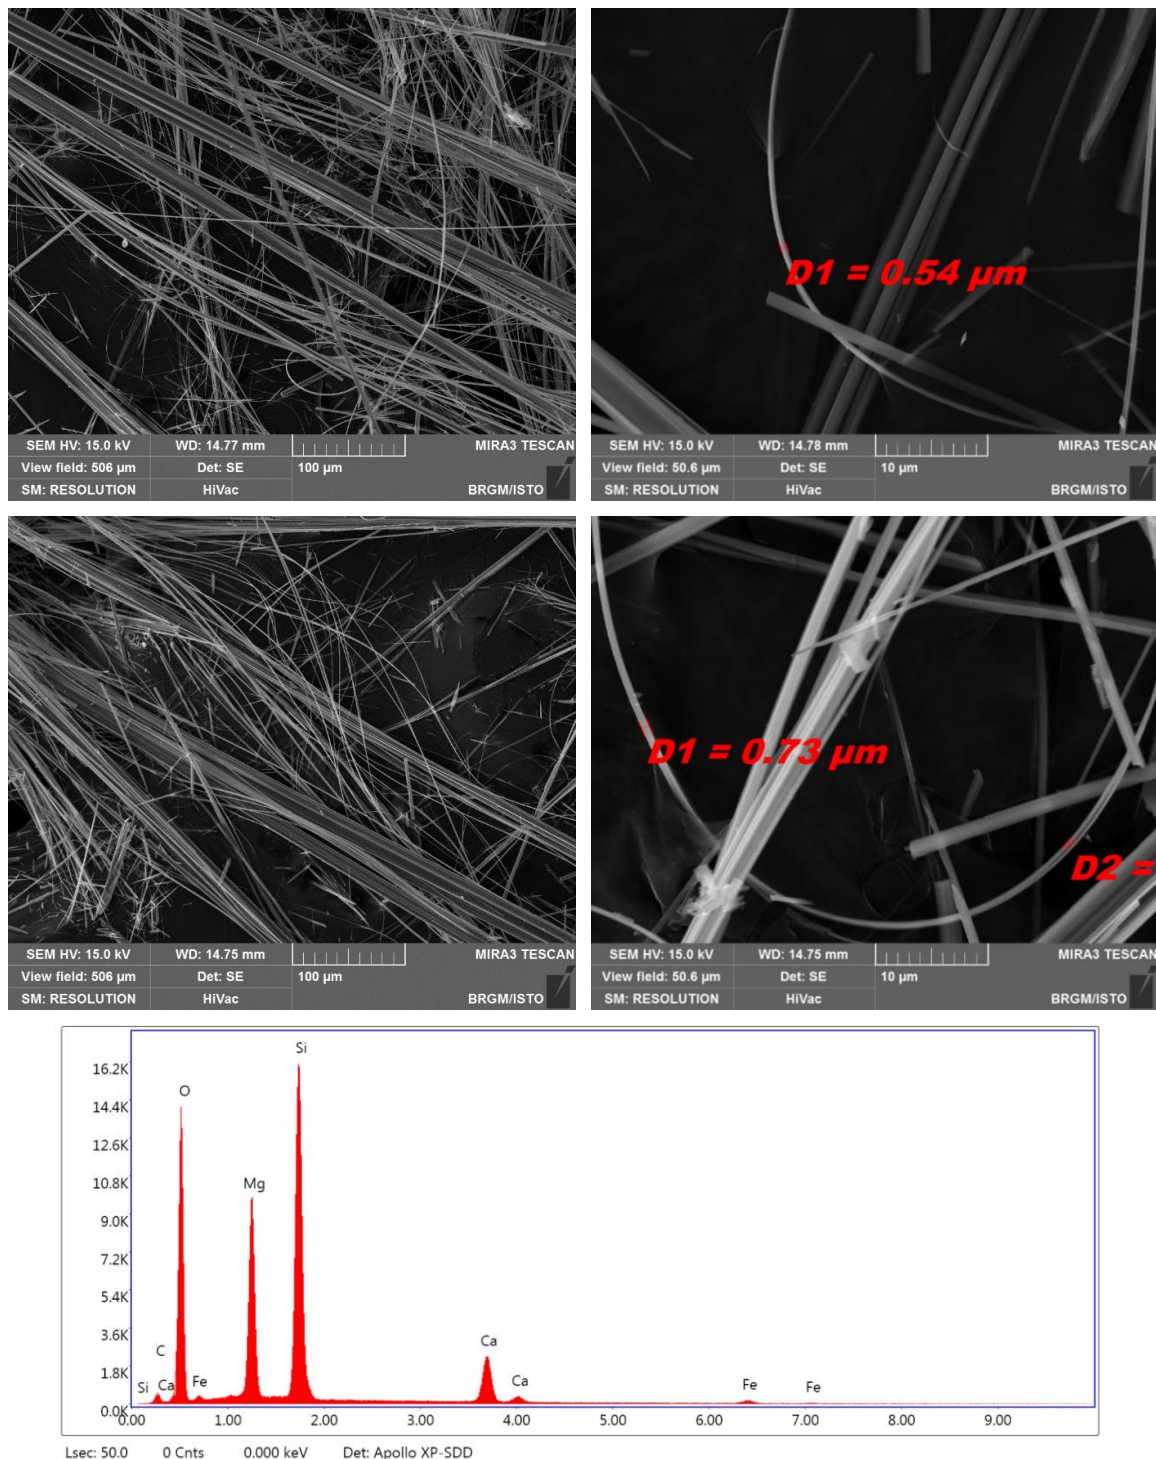 D1 = 0.54 µm
SEM HV: 15.0 kV WD: 14.77 mm MIRA3 TESCAN
View field: 506 µm Det: SE 100 µm
SM: RESOLUTION HiVac BRGM/ISTO
SEM HV: 15.0 kV WD: 14.78 mm MIRA3 TESCAN
View field: 50.6 µm Det: SE 10 µm
SM: RESOLUTION HiVac BRGM/ISTO
D1 = 0.73 µm
D2 =
SEM HV: 15.0 kV WD: 14.75 mm MIRA3 TESCAN
View field: 506 µm Det: SE 100 µm
SM: RESOLUTION HiVac BRGM/ISTO
SEM HV: 15.0 kV WD: 14.75 mm MIRA3 TESCAN
View field: 50.6 µm Det: SE 10 µm
SM: RESOLUTION HiVac BRGM/ISTO
Si
16.2K
O
14.4K
12.6K
Mg
10.8K
9.0K
7.2K
5.4K
3.6K
C
Ca
1.8K
Si Ca Fe
Ca
Fe Fe
0.0K
0.00 1.00 2.00 3.00 4.00 5.00 6.00 7.00 8.00 9.00
Lsec: 50.0 0 Cnts 0.000 keV Det: Apollo XP-SDD